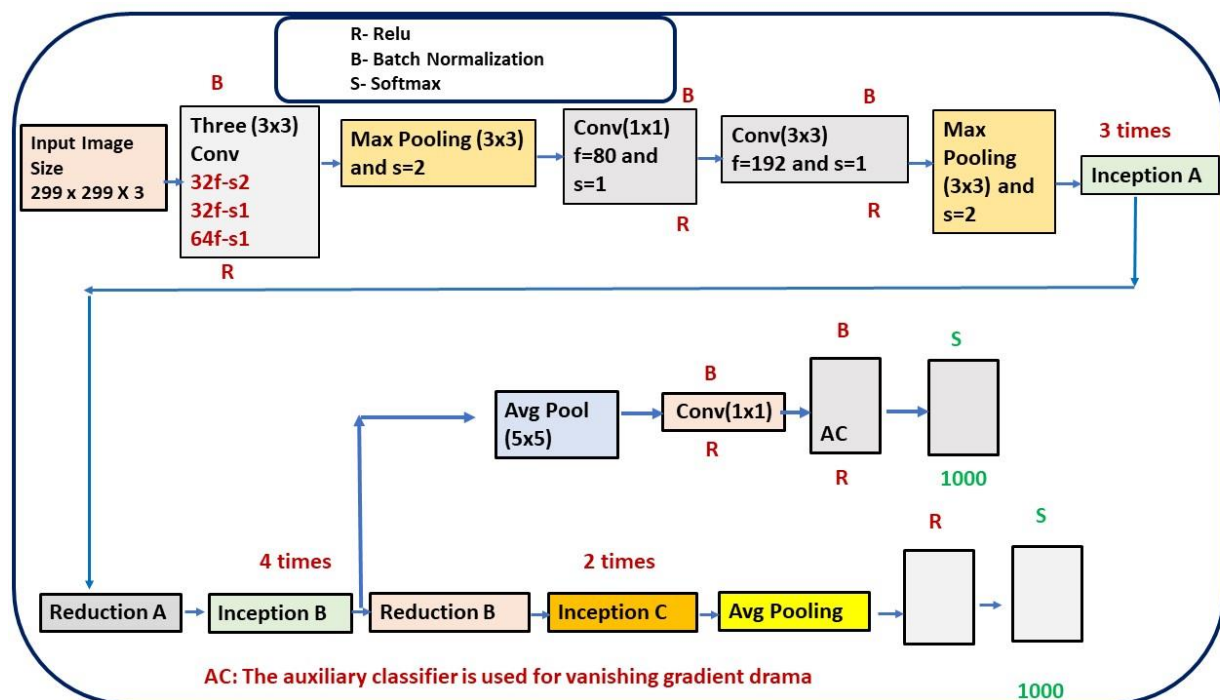 R- Relu
B- Batch Normalization
S- Softmax
B
Input Image
Size
299 x 299 X 3
Three (3x3)
Conv
32f-s2
32f-s1
64f-s1
R
Max Pooling (3x3)
and s=2
B
Conv(1x1)
f=80 and
s=1
R
B
Conv(3x3)
f=192 and s=1
R
Max
Pooling
(3x3) and
s=2
3 times
Inception A
Avg Pool
(5x5)
B
Conv(1x1)
R
B
AC
R
S
1000
Reduction A
4 times
Inception B
Reduction B
2 times
Inception C
Avg Pooling
R
S
1000
AC: The auxiliary classifier is used for vanishing gradient drama